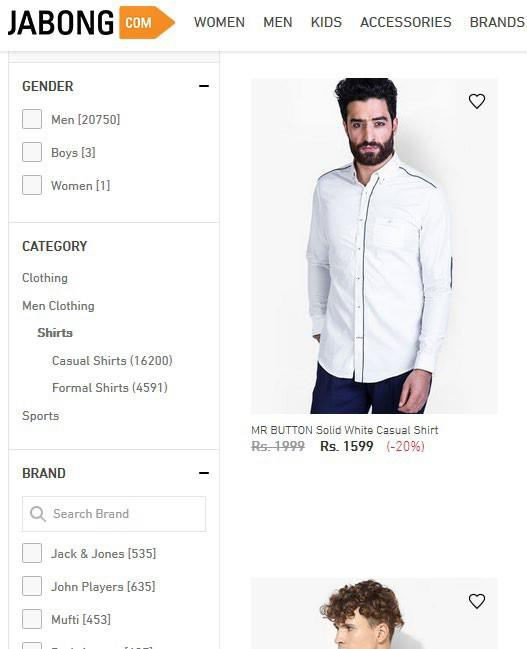 JABONG COM
WOMEN MEN KIDS ACCESSORIES BRANDS
GENDER
Men [20750]
Boys [3]
Women [1]
CATEGORY
Clothing
Men Clothing
Shirts
Casual Shirts (16200)
Formal Shirts (4591)
Sports
BRAND
Search Brand
Jack & Jones [535]
John Players [635]
Mufti [453]
MR BUTTON Solid White Casual Shirt
Rs. 1999 Rs. 1599 (-20%)